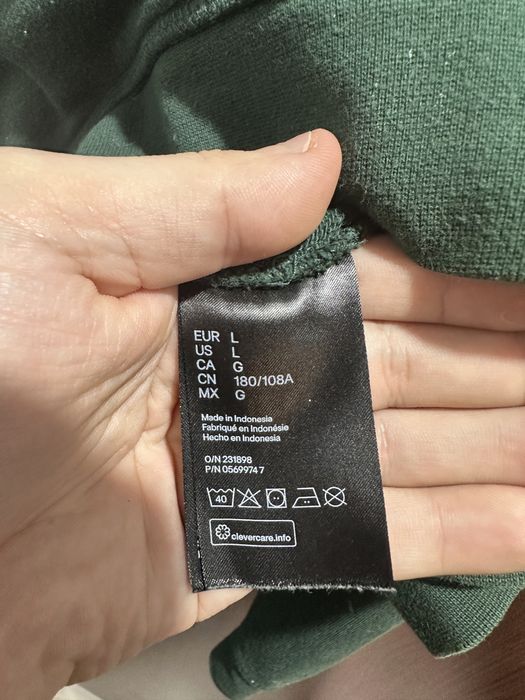 EUR L
US L
CA G
CN 180/108A
MX G
Made in Indonesia
Fabriqué en Indonésie
Hecho en Indonesia
O/N 231898
P/N 05699747
40
clevercare.info